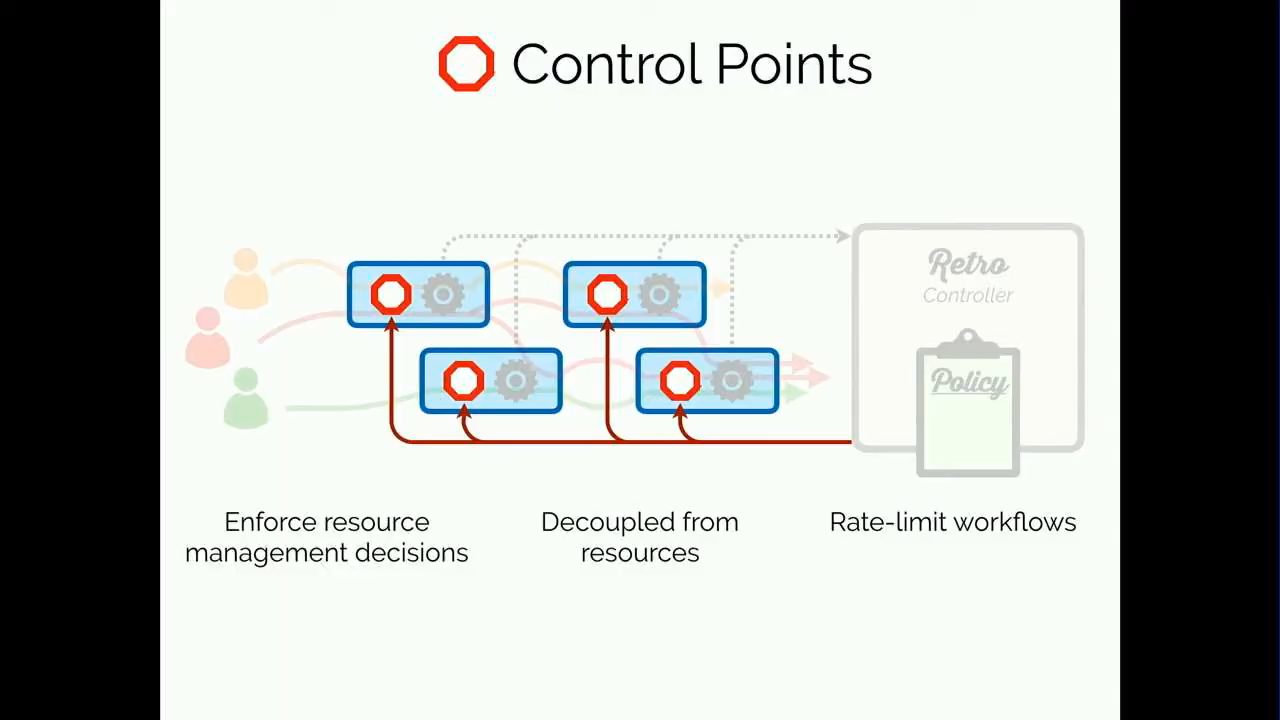 Control Points
Retro
Controller
Policy
Enforce resource
management decisions
Decoupled from
resources
Rate-limit workflows